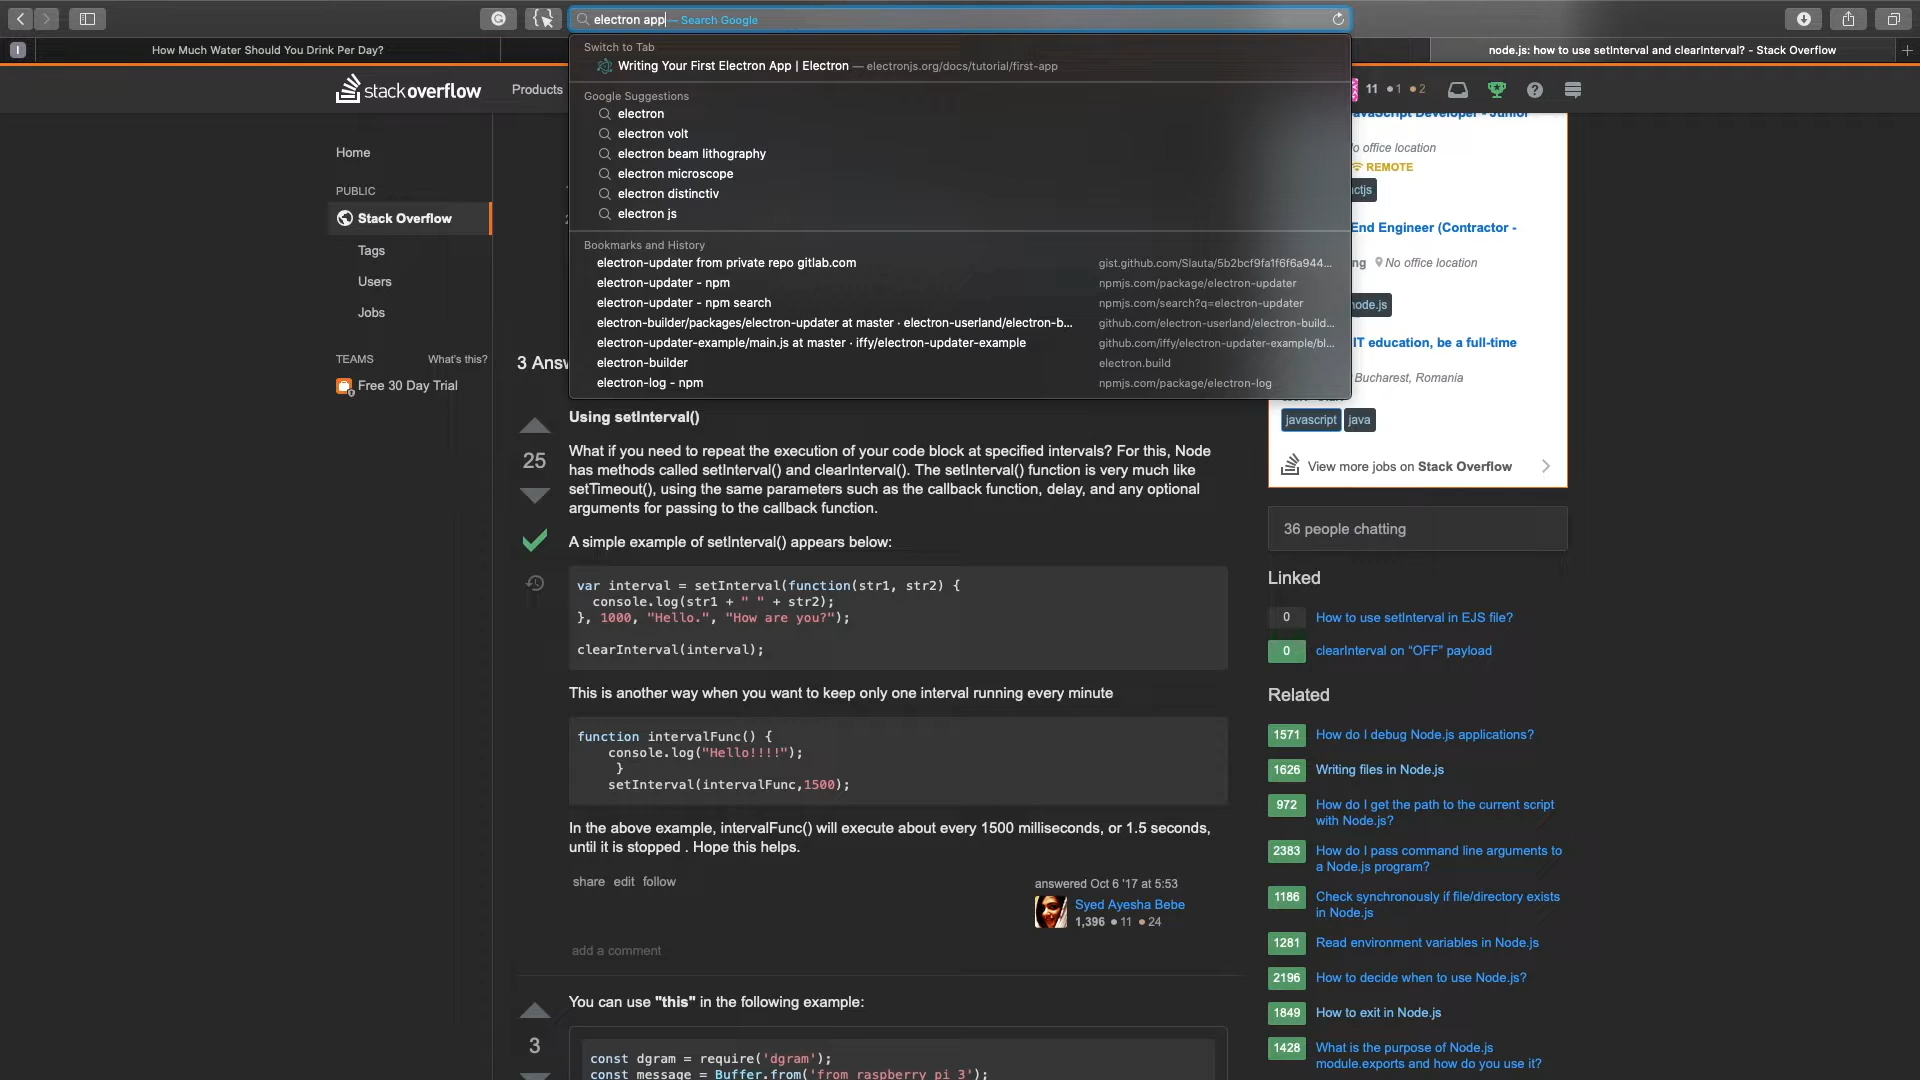 electron app — Search Google
I
How Much Water Should You Drink Per Day?
node.js: how to use setInterval and clearInterval? - Stack Overflow
Switch to Tab
Writing Your First Electron App | Electron — electronjs.org/docs/tutorial/first-app
Google Suggestions
electron
electron volt
electron beam lithography
electron microscope
electron distinctiv
electron js
Bookmarks and History
electron-updater from private repo gitlab.com gist.github.com/Slauta/5b2bcf9fa1f6f6a944...
electron-updater - npm npmjs.com/package/electron-updater
electron-updater - npm search npmjs.com/search?q=electron-updater
electron-builder/packages/electron-updater at master · electron-userland/electron-b... github.com/electron-userland/electron-build...
electron-updater-example/main.js at master · iffy/electron-updater-example github.com/iffy/electron-updater-example/bl...
electron-builder electron.build
electron-log - npm npmjs.com/package/electron-log
stackoverflow Products
11 ●1 ●2
Home
PUBLIC
Stack Overflow
Tags
Users
Jobs
TEAMS What's this?
Free 30 Day Trial
3 Answ
25
Using setInterval()
What if you need to repeat the execution of your code block at specified intervals? For this, Node
has methods called setInterval() and clearInterval(). The setInterval() function is very much like
setTimeout(), using the same parameters such as the callback function, delay, and any optional
arguments for passing to the callback function.
A simple example of setInterval() appears below:
var interval = setInterval(function(str1, str2) {
console.log(str1 + " " + str2);
}, 1000, "Hello.", "How are you?");
clearInterval(interval);
This is another way when you want to keep only one interval running every minute
function intervalFunc() {
console.log("Hello!!!!");
}
setInterval(intervalFunc,1500);
In the above example, intervalFunc() will execute about every 1500 milliseconds, or 1.5 seconds,
until it is stopped . Hope this helps.
share edit follow
answered Oct 6 '17 at 5:53
Syed Ayesha Bebe
1,396 ●11 ●24
add a comment
3
You can use "this" in the following example:
const dgram = require('dgram');
const message = Buffer.from('from raspberry pi 3');
JavaScript Developer - Junior
No office location
REMOTE
actjs
End Engineer (Contractor -
ng No office location
node.js
IT education, be a full-time
Bucharest, Romania
javascript java
View more jobs on Stack Overflow
36 people chatting
Linked
0 How to use setInterval in EJS file?
0 clearInterval on “OFF” payload
Related
1571 How do I debug Node.js applications?
1626 Writing files in Node.js
972 How do I get the path to the current script
with Node.js?
2383 How do I pass command line arguments to
a Node.js program?
1186 Check synchronously if file/directory exists
in Node.js
1281 Read environment variables in Node.js
2196 How to decide when to use Node.js?
1849 How to exit in Node.js
1428 What is the purpose of Node.js
module.exports and how do you use it?